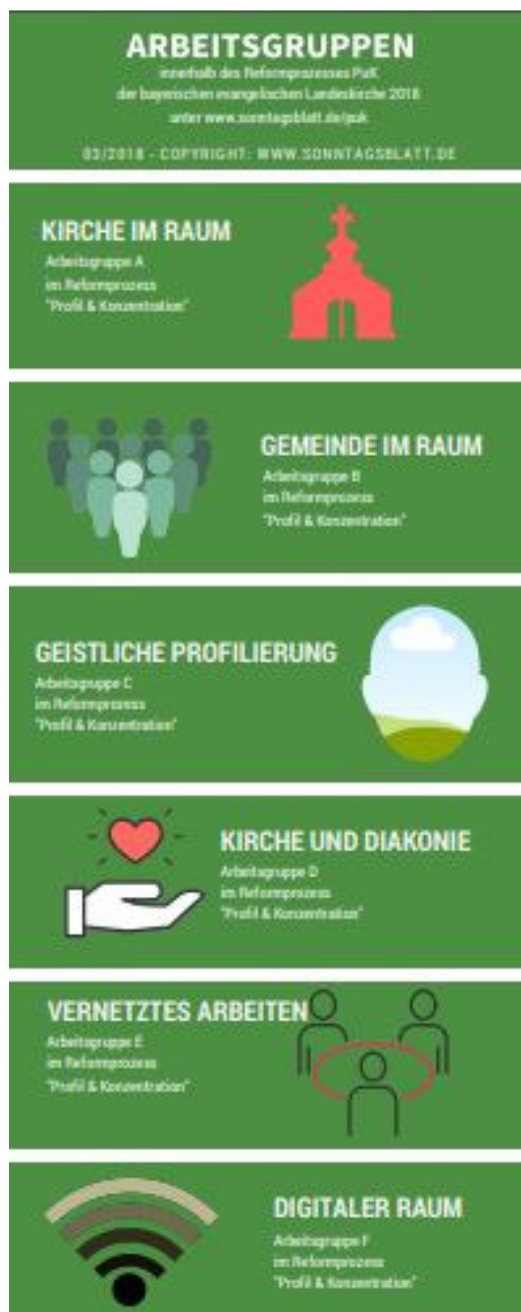 ARBEITSGRUPPEN
innerhalb des Reformprozesses PuK
der bayerischen evangelischen Landeskirche 2018
unter www.sonntagsblatt.de/puk
03/2018 - COPYRIGHT: WWW.SONNTAGSBLATT.DE
KIRCHE IM RAUM
Arbeitsgruppe A
im Reformprozess
"Profil & Konzentration"
GEMEINDE IM RAUM
Arbeitsgruppe B
im Reformprozess
"Profil & Konzentration"
GEISTLICHE PROFILIERUNG
Arbeitsgruppe C
im Reformprozess
"Profil & Konzentration"
KIRCHE UND DIAKONIE
Arbeitsgruppe D
im Reformprozess
"Profil & Konzentration"
VERNETZTES ARBEITEN
Arbeitsgruppe E
im Reformprozess
"Profil & Konzentration"
DIGITALER RAUM
Arbeitsgruppe F
im Reformprozess
"Profil & Konzentration"